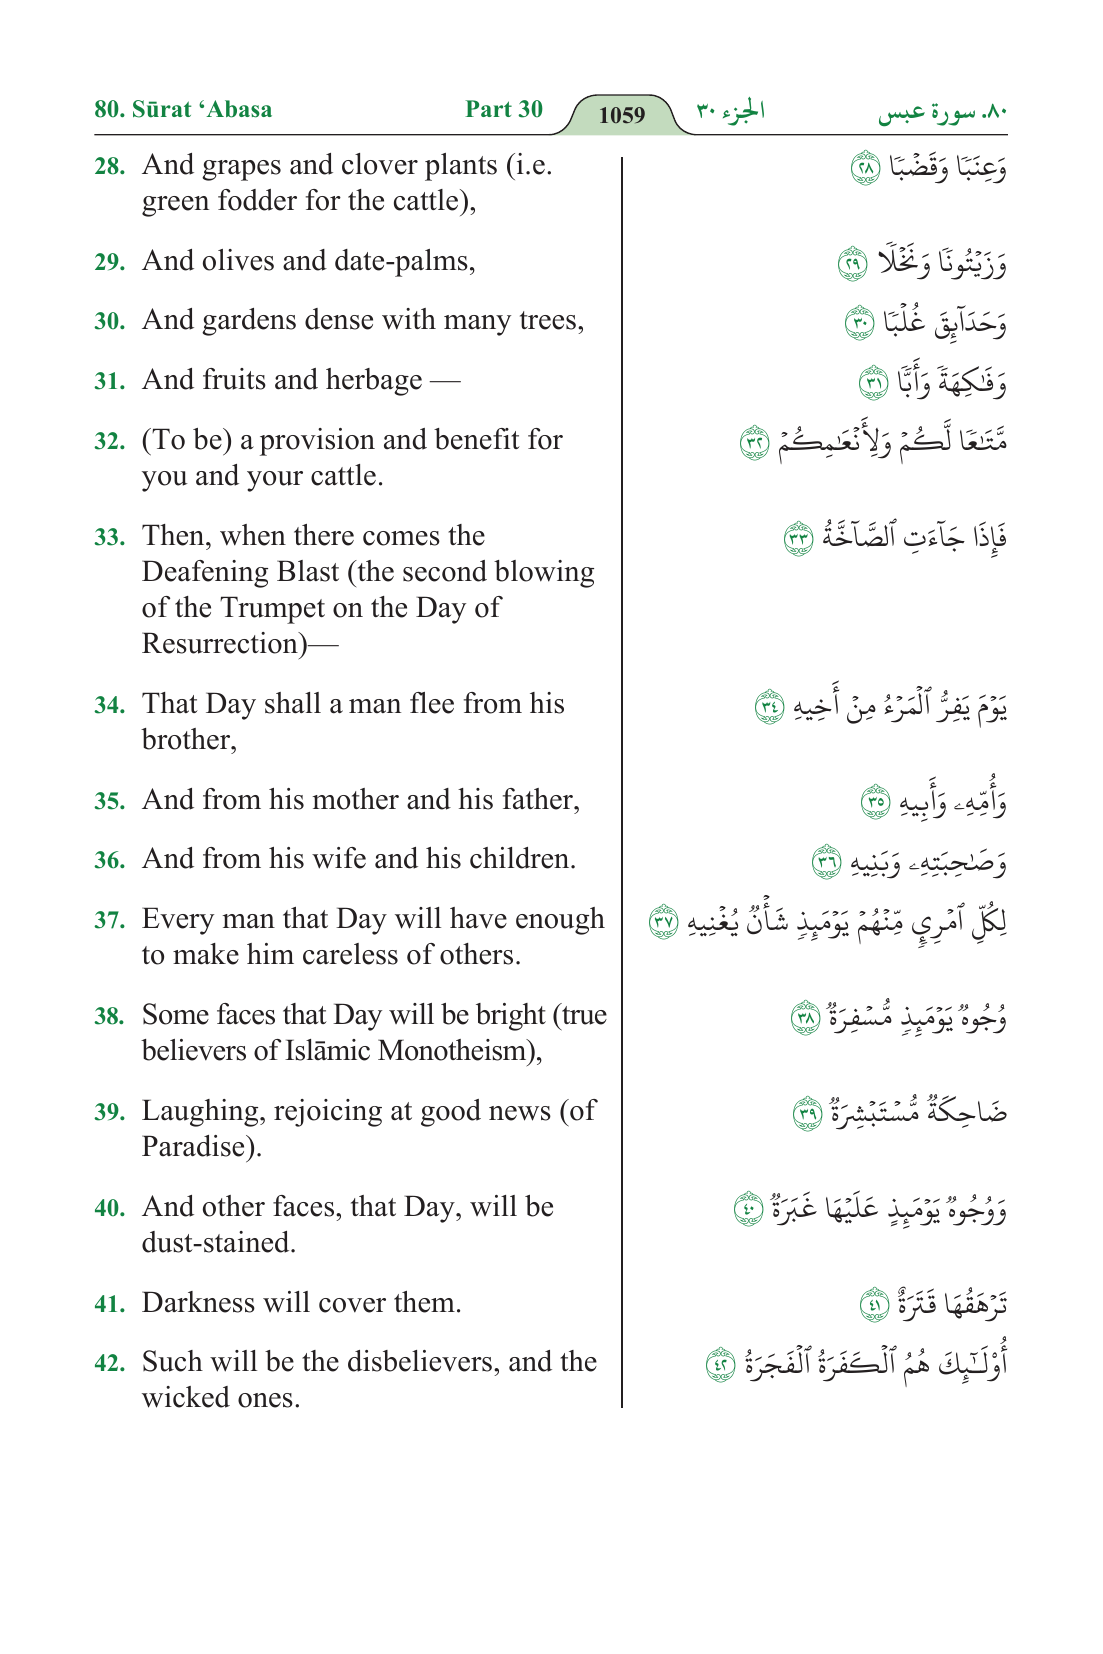 80. Sūrat ‘Abasa Part 30 1059 الجزء ٣٠ ٨٠. سورة عبس
28. And grapes and clover plants (i.e.
green fodder for the cattle),
29. And olives and date-palms,
30. And gardens dense with many trees,
31. And fruits and herbage —
32. (To be) a provision and benefit for
you and your cattle.
33. Then, when there comes the
Deafening Blast (the second blowing
of the Trumpet on the Day of
Resurrection)—
34. That Day shall a man flee from his
brother,
35. And from his mother and his father,
36. And from his wife and his children.
37. Every man that Day will have enough
to make him careless of others.
38. Some faces that Day will be bright (true
believers of Islāmic Monotheism),
39. Laughing, rejoicing at good news (of
Paradise).
40. And other faces, that Day, will be
dust-stained.
41. Darkness will cover them.
42. Such will be the disbelievers, and the
wicked ones.
وَعِنَبٗا وَقَضۡبٗا ٢٨
وَزَيۡتُونٗا وَنَخۡلٗا ٢٩
وَحَدَآئِقَ غُلۡبٗا ٣٠
وَفَٰكِهَةٗ وَأَبّٗا ٣١
مَّتَٰعٗا لَّكُمۡ وَلِأَنۡعَٰمِكُمۡ ٣٢
فَإِذَا جَآءَتِ ٱلصَّآخَّةُ ٣٣
يَوۡمَ يَفِرُّ ٱلۡمَرۡءُ مِنۡ أَخِيهِ ٣٤
وَأُمِّهِۦ وَأَبِيهِ ٣٥
وَصَٰحِبَتِهِۦ وَبَنِيهِ ٣٦
لِكُلِّ ٱمۡرِيٕٖ مِّنۡهُمۡ يَوۡمَئِذٖ شَأۡنٞ يُغۡنِيهِ ٣٧
وُجُوهٞ يَوۡمَئِذٖ مُّسۡفِرَةٞ ٣٨
ضَاحِكَةٞ مُّسۡتَبۡشِرَةٞ ٣٩
وَوُجُوهٞ يَوۡمَئِذٍ عَلَيۡهَا غَبَرَةٞ ٤٠
تَرۡهَقُهَا قَتَرَةٌ ٤١
أُوْلَٰٓئِكَ هُمُ ٱلۡكَفَرَةُ ٱلۡفَجَرَةُ ٤٢